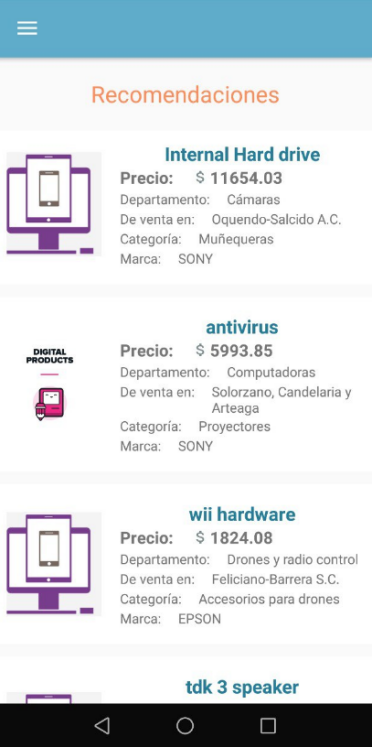 Recomendaciones
Internal Hard drive
Precio: $ 11654.03
Departamento: Cámaras
De venta en: Oquendo-Salcido A.C.
Categoría: Muñequeras
Marca: SONY
DIGITAL
PRODUCTS
antivirus
Precio: $ 5993.85
Departamento: Computadoras
De venta en: Solorzano, Candelaria y
Arteaga
Categoría: Proyectores
Marca: SONY
wii hardware
Precio: $ 1824.08
Departamento: Drones y radio control
De venta en: Feliciano-Barrera S.C.
Categoría: Accesorios para drones
Marca: EPSON
tdk 3 speaker